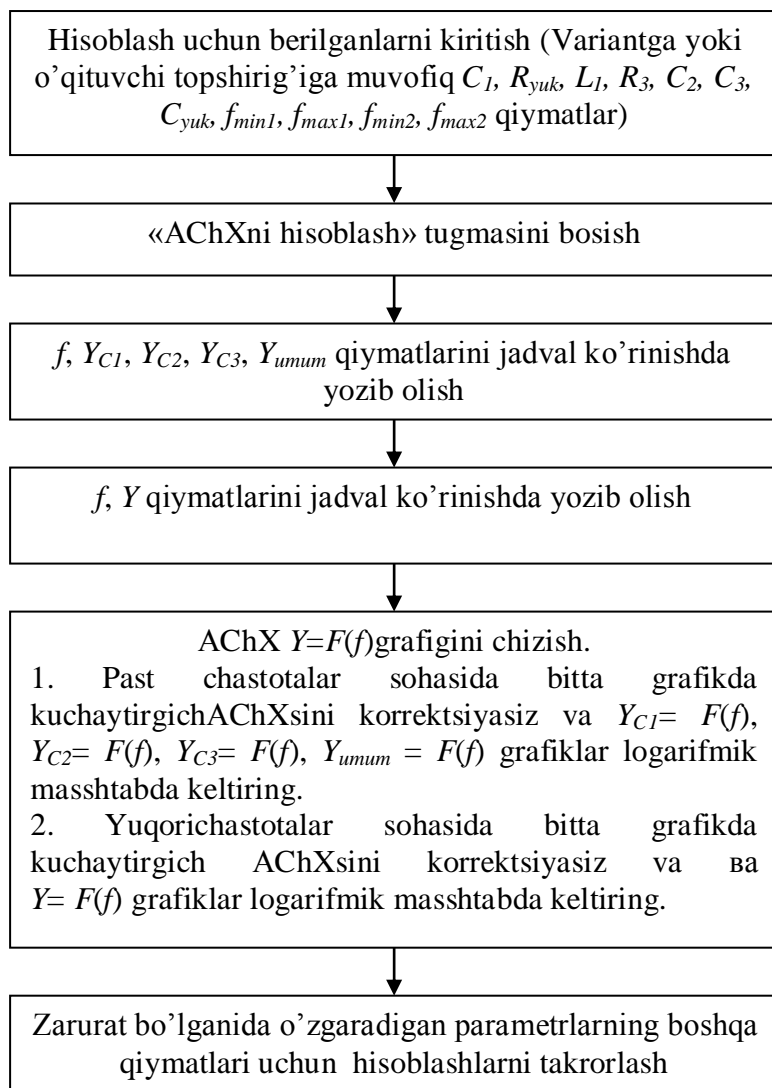 Hisoblash uchun berilganlarni kiritish (Variantga yoki
o’qituvchi topshirig’iga muvofiq C1, Ryuk, L1, R3, C2, C3,
Cyuk, fmin1, fmax1, fmin2, fmax2 qiymatlar)
«AChXni hisoblash» tugmasini bosish
f, YC1, YC2, YC3, Yumum qiymatlarini jadval ko’rinishda
yozib olish
f, Y qiymatlarini jadval ko’rinishda yozib olish
AChX Y=F(f)grafigini chizish.
1. Past chastotalar sohasida bitta grafikda
kuchaytirgichAChXsini korrektsiyasiz va YC1= F(f),
YC2= F(f), YC3= F(f), Yumum = F(f) grafiklar logarifmik
masshtabda keltiring.
2. Yuqorichastotalar sohasida bitta grafikda
kuchaytirgich AChXsini korrektsiyasiz va ва
Y= F(f) grafiklar logarifmik masshtabda keltiring.
Zarurat bo’lganida o’zgaradigan parametrlarning boshqa
qiymatlari uchun hisoblashlarni takrorlash